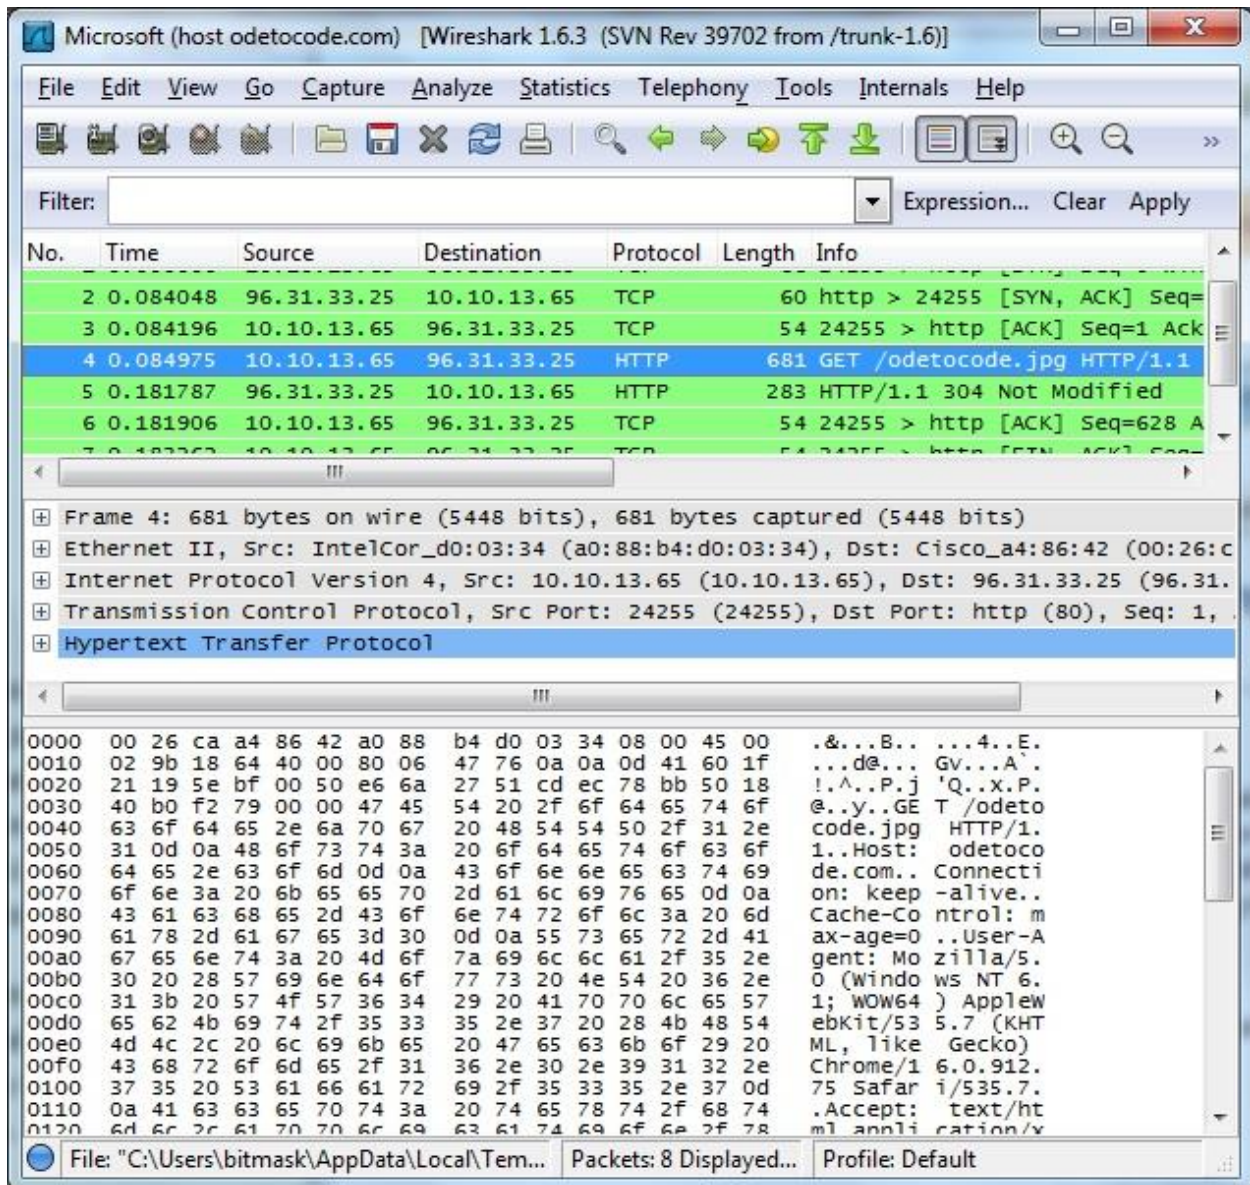 Microsoft (host odetocode.com) [Wireshark 1.6.3 (SVN Rev 39702 from /trunk-1.6)]
File Edit View Go Capture Analyze Statistics Telephony Tools Internals Help
Filter: Expression... Clear Apply
No. Time Source Destination Protocol Length Info
2 0.084048 96.31.33.25 10.10.13.65 TCP 60 http > 24255 [SYN, ACK] Seq=
3 0.084196 10.10.13.65 96.31.33.25 TCP 54 24255 > http [ACK] Seq=1 Ack
4 0.084975 10.10.13.65 96.31.33.25 HTTP 681 GET /odetocode.jpg HTTP/1.1
5 0.181787 96.31.33.25 10.10.13.65 HTTP 283 HTTP/1.1 304 Not Modified
6 0.181906 10.10.13.65 96.31.33.25 TCP 54 24255 > http [ACK] Seq=628 A
Frame 4: 681 bytes on wire (5448 bits), 681 bytes captured (5448 bits)
Ethernet II, Src: IntelCor_d0:03:34 (a0:88:b4:d0:03:34), Dst: Cisco_a4:86:42 (00:26:c
Internet Protocol Version 4, Src: 10.10.13.65 (10.10.13.65), Dst: 96.31.33.25 (96.31.
Transmission Control Protocol, Src Port: 24255 (24255), Dst Port: http (80), Seq: 1,
Hypertext Transfer Protocol
0000 00 26 ca a4 86 42 a0 88 b4 d0 03 34 08 00 45 00 .&...B.. ...4..E.
0010 02 9b 18 64 40 00 80 06 47 76 0a 0a 0d 41 60 1f ...d@... Gv...A`.
0020 21 19 5e bf 00 50 e6 6a 27 51 cd ec 78 bb 50 18 !.^..P.j 'Q..x.P.
0030 40 b0 f2 79 00 00 47 45 54 20 2f 6f 64 65 74 6f @..y..GE T /odeto
0040 63 6f 64 65 2e 6a 70 67 20 48 54 54 50 2f 31 2e code.jpg HTTP/1.
0050 31 0d 0a 48 6f 73 74 3a 20 6f 64 65 74 6f 63 6f 1..Host: odetoco
0060 64 65 2e 63 6f 6d 0d 0a 43 6f 6e 6e 65 63 74 69 de.com.. Connecti
0070 6f 6e 3a 20 6b 65 65 70 2d 61 6c 69 76 65 0d 0a on: keep -alive..
0080 43 61 63 68 65 2d 43 6f 6e 74 72 6f 6c 3a 20 6d Cache-Co ntrol: m
0090 61 78 2d 61 67 65 3d 30 0d 0a 55 73 65 72 2d 41 ax-age=0 ..User-A
00a0 67 65 6e 74 3a 20 4d 6f 7a 69 6c 6c 61 2f 35 2e gent: Mo zilla/5.
00b0 30 20 28 57 69 6e 64 6f 77 73 20 4e 54 20 36 2e 0 (Windo ws NT 6.
00c0 31 3b 20 57 4f 57 36 34 29 20 41 70 70 6c 65 57 1; WOW64 ) AppleW
00d0 65 62 4b 69 74 2f 35 33 35 2e 37 20 28 4b 48 54 ebKit/53 5.7 (KHT
00e0 4d 4c 2c 20 6c 69 6b 65 20 47 65 63 6b 6f 29 20 ML, like Gecko)
00f0 43 68 72 6f 6d 65 2f 31 36 2e 30 2e 39 31 32 2e Chrome/1 6.0.912.
0100 37 35 20 53 61 66 61 72 69 2f 35 33 35 2e 37 0d 75 Safar i/535.7.
0110 0a 41 63 63 65 70 74 3a 20 74 65 78 74 2f 68 74 .Accept: text/ht
0120 6d 6c 2c 61 70 70 6c 69 63 61 74 69 6f 6e 2f 78 ml,appli cation/x
File: "C:\Users\bitmask\AppData\Local\Tem... Packets: 8 Displayed... Profile: Default